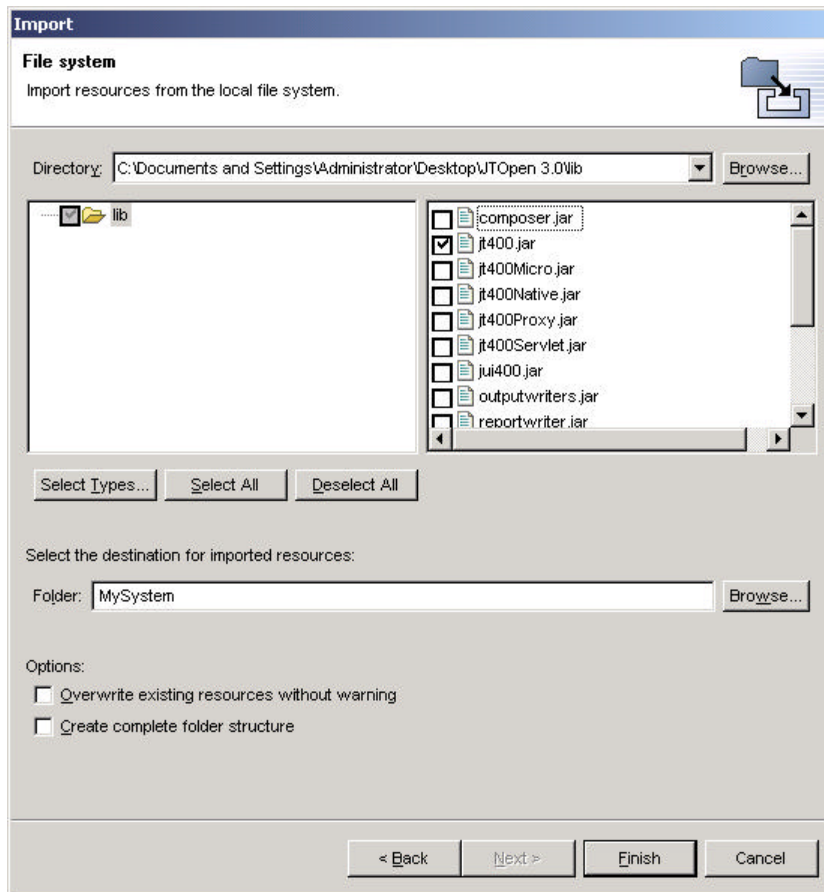 Import
File system
Import resources from the local file system.
Directory: C:\Documents and Settings\Administrator\Desktop\JTOpen 3.0\lib Browse...
lib
composer.jar
jt400.jar
jt400Micro.jar
jt400Native.jar
jt400Proxy.jar
jt400Servlet.jar
jui400.jar
outputwriters.jar
reportwriter.jar
Select Types... Select All Deselect All
Select the destination for imported resources:
Folder: MySystem Browse...
Options:
Overwrite existing resources without warning
Create complete folder structure
< Back Next > Finish Cancel